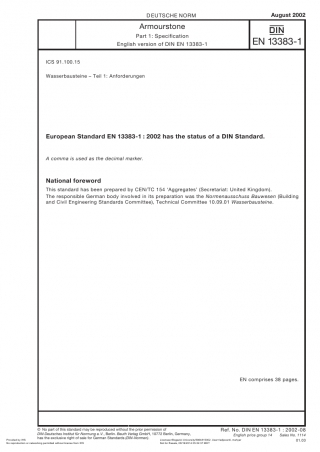 DEUTSCHE NORM
August 2002
Armourstone
Part 1: Specification
English version of DIN EN 13383-1
DIN
EN 13383-1
ICS 91.100.15
Wasserbausteine – Teil 1: Anforderungen
European Standard EN 13383-1 : 2002 has the status of a DIN Standard.
A comma is used as the decimal marker.
National foreword
This standard has been prepared by CEN/TC 154 ‘Aggregates’ (Secretariat: United Kingdom).
The responsible German body involved in its preparation was the Normenausschuss Bauwesen (Building
and Civil Engineering Standards Committee), Technical Committee 10.09.01 Wasserbausteine.
EN comprises 38 pages.
© No part of this standard may be reproduced without the prior permission of
DIN Deutsches Institut für Normung e.V., Berlin. Beuth Verlag GmbH, 10772 Berlin, Germany,
has the exclusive right of sale for German Standards (DIN-Normen).
Ref. No. DIN EN 13383-1 : 2002-08
English price group 14 Sales No. 1114